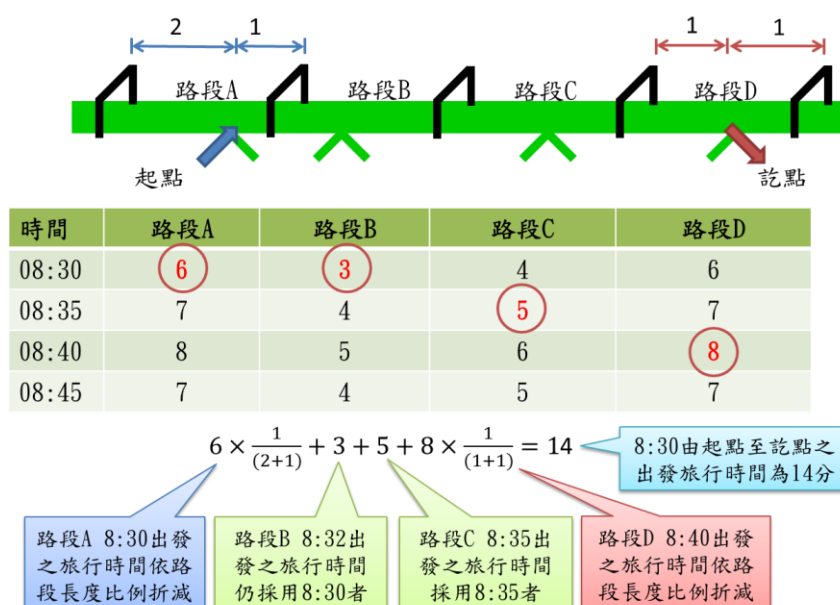 2 1 1 1
路段A 路段B 路段C 路段D
起點 訖點
時間 路段A 路段B 路段C 路段D
08:30 6 3 4 6
08:35 7 4 5 7
08:40 8 5 6 8
08:45 7 4 5 7
6 × 1/(2+1) + 3 + 5 + 8 × 1/(1+1) = 14
8:30由起點至訖點之
出發旅行時間為14分
路段A 8:30出發
之旅行時間依路
段長度比例折減
路段B 8:32出
發之旅行時間
仍採用8:30者
路段C 8:35出
發之旅行時間
採用8:35者
路段D 8:40出發
之旅行時間依路
段長度比例折減